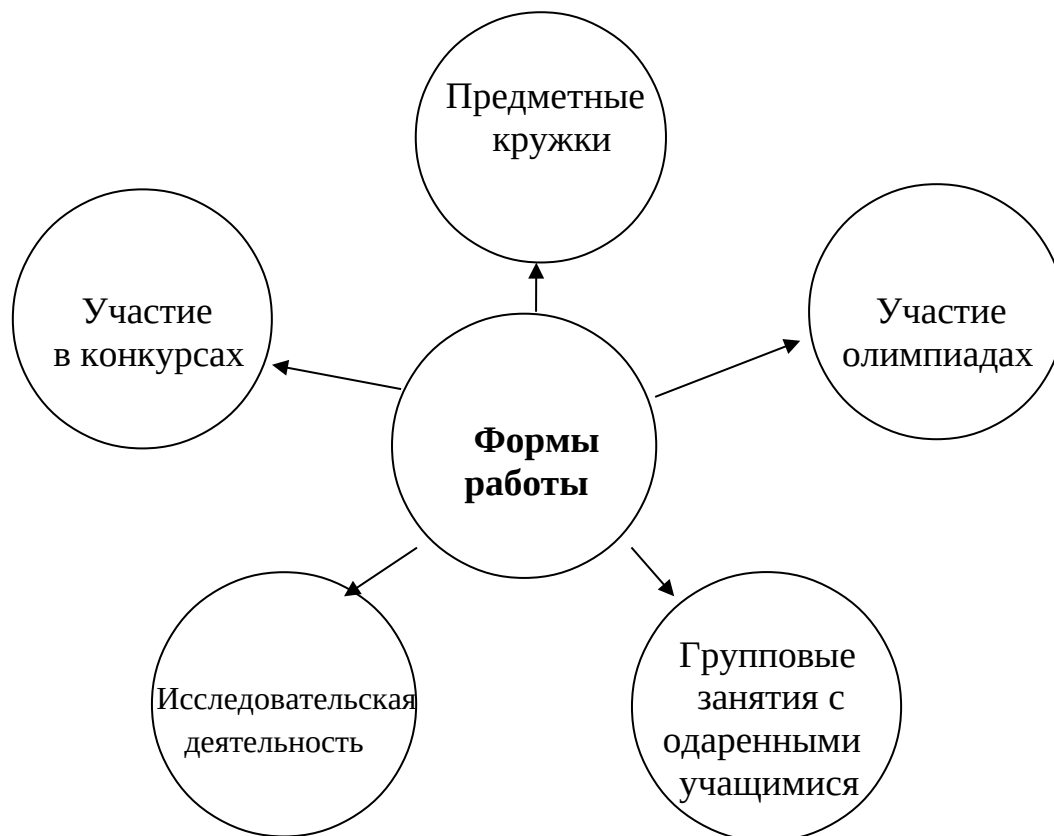 Предметные
кружки
Участие
в конкурсах
Участие
олимпиадах
Формы
работы
Исследовательская
деятельность
Групповые
занятия с
одаренными
учащимися